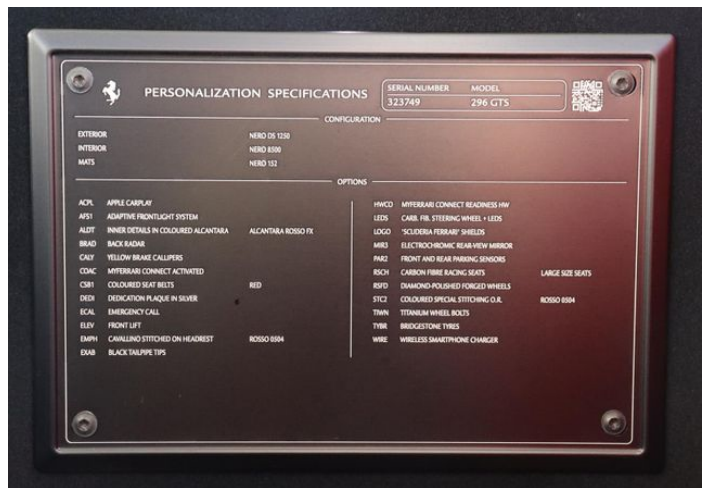 PERSONALIZATION SPECIFICATIONS
SERIAL NUMBER MODEL
323749 296 GTS
CONFIGURATION
EXTERIOR NERO DS 1250
INTERIOR NERO 8500
MATS NERO 152
OPTIONS
ACPL APPLE CARPLAY
AFS1 ADAPTIVE FRONTLIGHT SYSTEM
ALDT INNER DETAILS IN COLOURED ALCANTARA ALCANTARA ROSSO FX
BRAD BACK RADAR
CALY YELLOW BRAKE CALLIPERS
COAC MYFERRARI CONNECT ACTIVATED
CSB1 COLOURED SEAT BELTS RED
DEDI DEDICATION PLAQUE IN SILVER
ECAL EMERGENCY CALL
ELEV FRONT LIFT
EMPH CAVALLINO STITCHED ON HEADREST ROSSO 0504
EXAB BLACK TAILPIPE TIPS
HWCO MYFERRARI CONNECT READINESS HW
LEDS CARB. FIB. STEERING WHEEL + LEDS
LOGO "SCUDERIA FERRARI" SHIELDS
MIR3 ELECTROCHROMIC REAR-VIEW MIRROR
PAR2 FRONT AND REAR PARKING SENSORS
RSCH CARBON FIBRE RACING SEATS LARGE SIZE SEATS
RSFD DIAMOND-POLISHED FORGED WHEELS
STC2 COLOURED SPECIAL STITCHING O.R. ROSSO 0504
TIWN TITANIUM WHEEL BOLTS
TYBR BRIDGESTONE TYRES
WIRE WIRELESS SMARTPHONE CHARGER